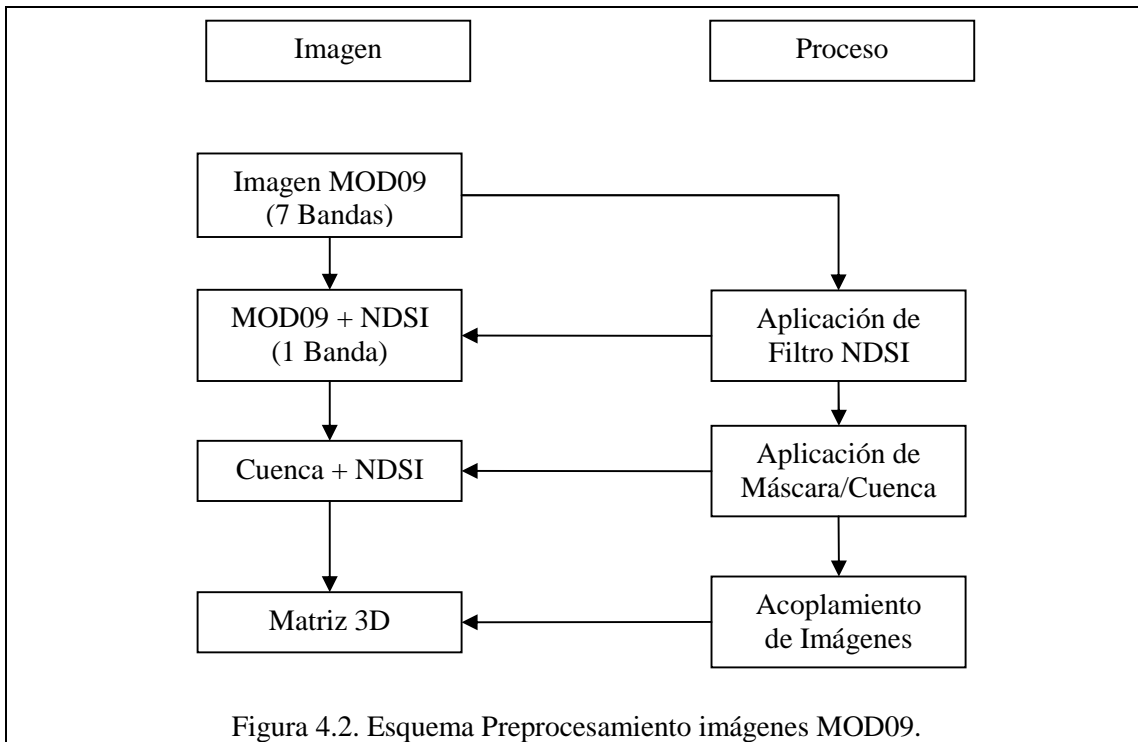 Imagen
Proceso
Imagen MOD09
(7 Bandas)
MOD09 + NDSI
(1 Banda)
Aplicación de
Filtro NDSI
Cuenca + NDSI
Aplicación de
Máscara/Cuenca
Matriz 3D
Acoplamiento
de Imágenes
Figura 4.2. Esquema Preprocesamiento imágenes MOD09.